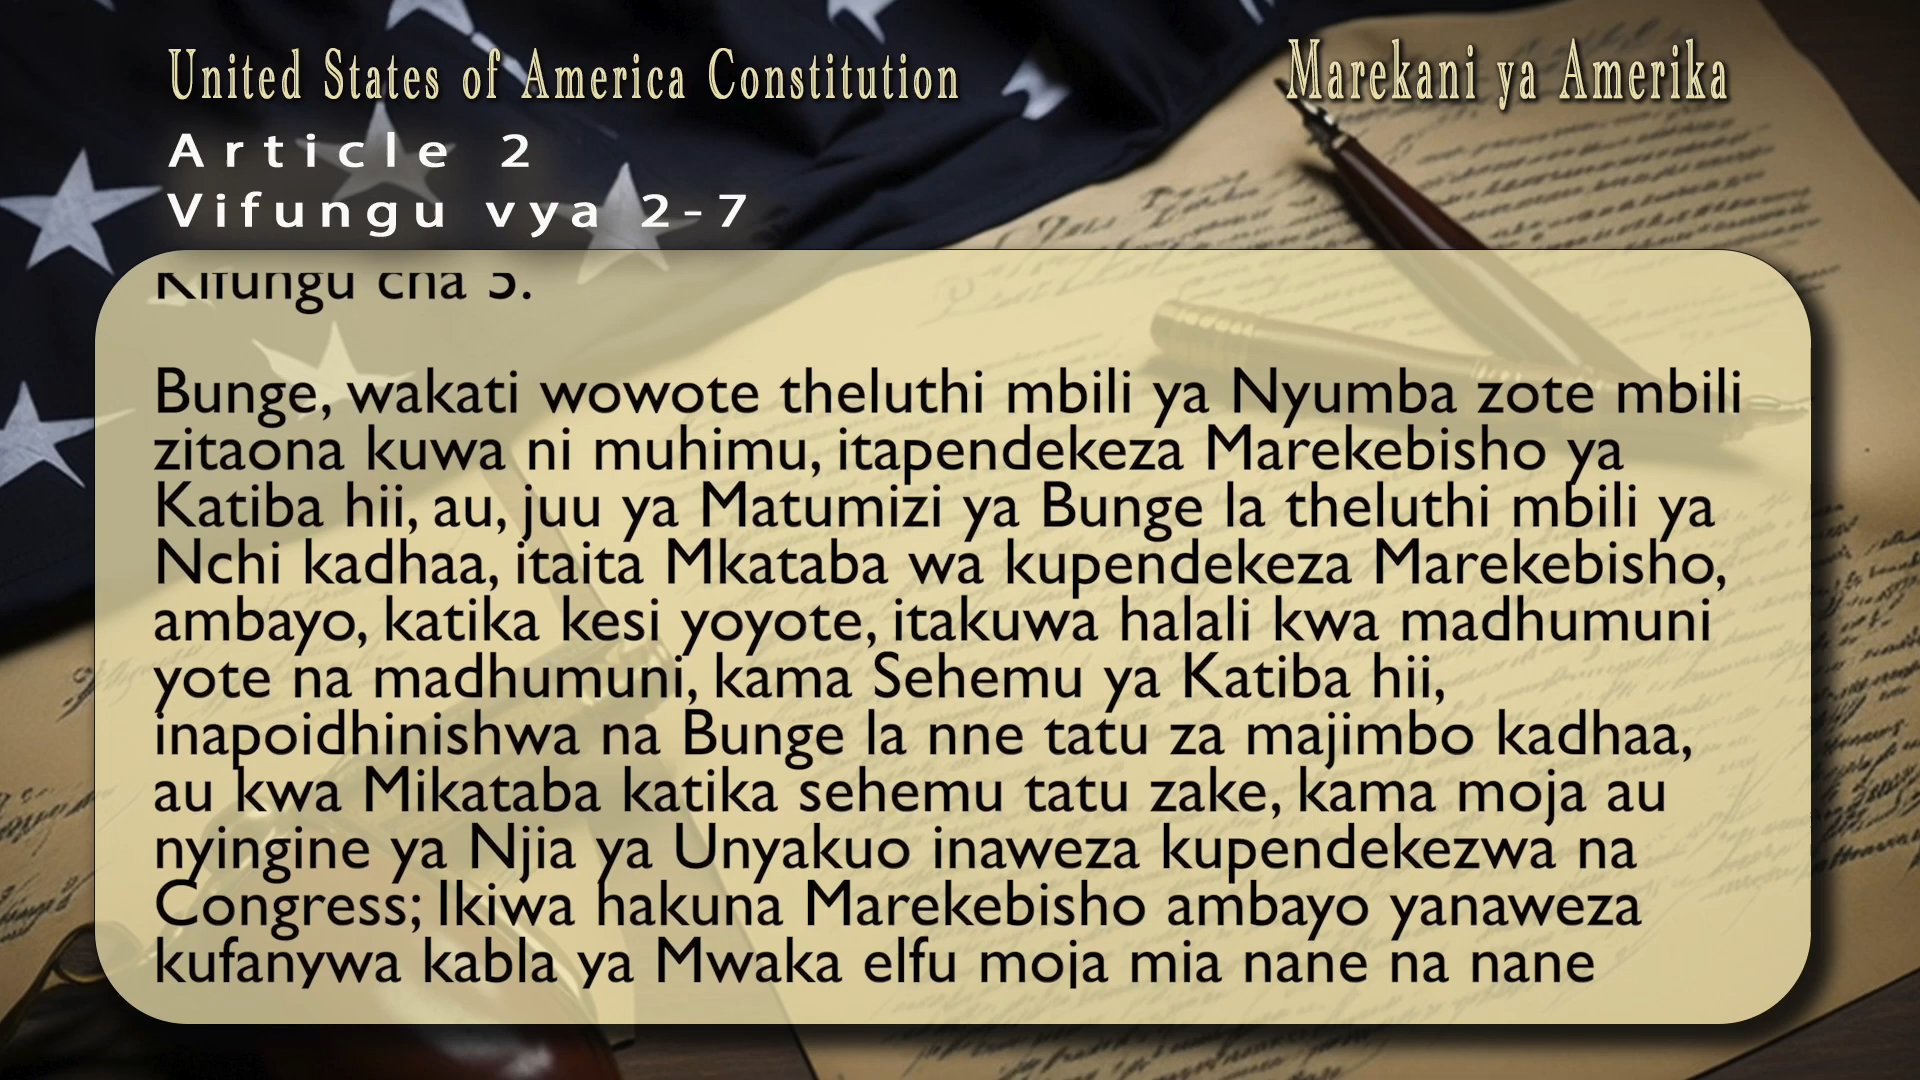 United States of America Constitution
Marekani ya Amerika
Article 2
Vifungu vya 2-7
Kifungu cha 5.
Bunge, wakati wowote theluthi mbili ya Nyumba zote mbili
zitaona kuwa ni muhimu, itapendekeza Marekebisho ya
Katiba hii, au, juu ya Matumizi ya Bunge la theluthi mbili ya
Nchi kadhaa, itaita Mkataba wa kupendekeza Marekebisho,
ambayo, katika kesi yoyote, itakuwa halali kwa madhumuni
yote na madhumuni, kama Sehemu ya Katiba hii,
inapoidhinishwa na Bunge la nne tatu za majimbo kadhaa,
au kwa Mikataba katika sehemu tatu zake, kama moja au
nyingine ya Njia ya Unyakuo inaweza kupendekezwa na
Congress; Ikiwa hakuna Marekebisho ambayo yanaweza
kufanywa kabla ya Mwaka elfu moja mia nane na nane